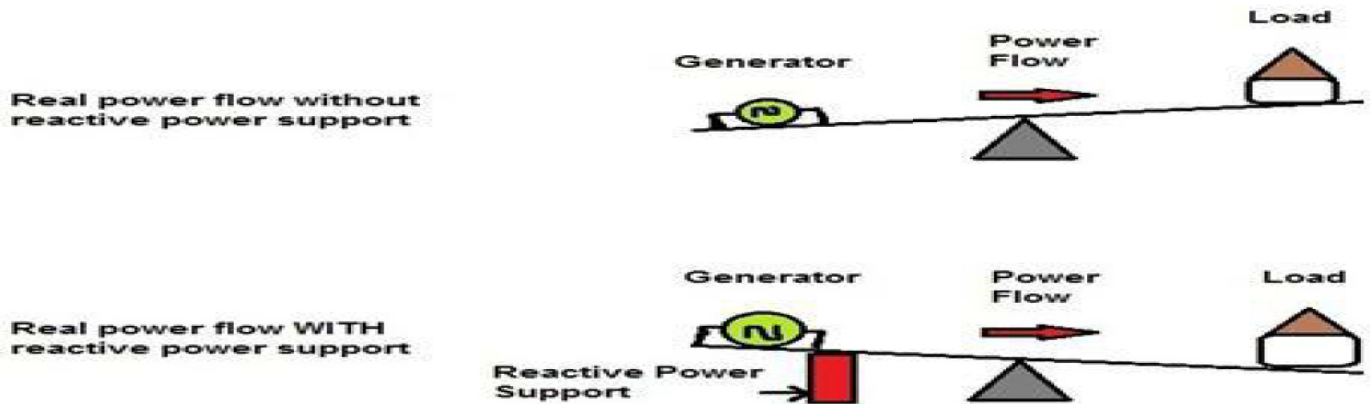 Load
Power
Flow
Generator
Real power flow without
reactive power support
Generator
Power
Flow
Load
Real power flow WITH
reactive power support
Reactive Power
Support